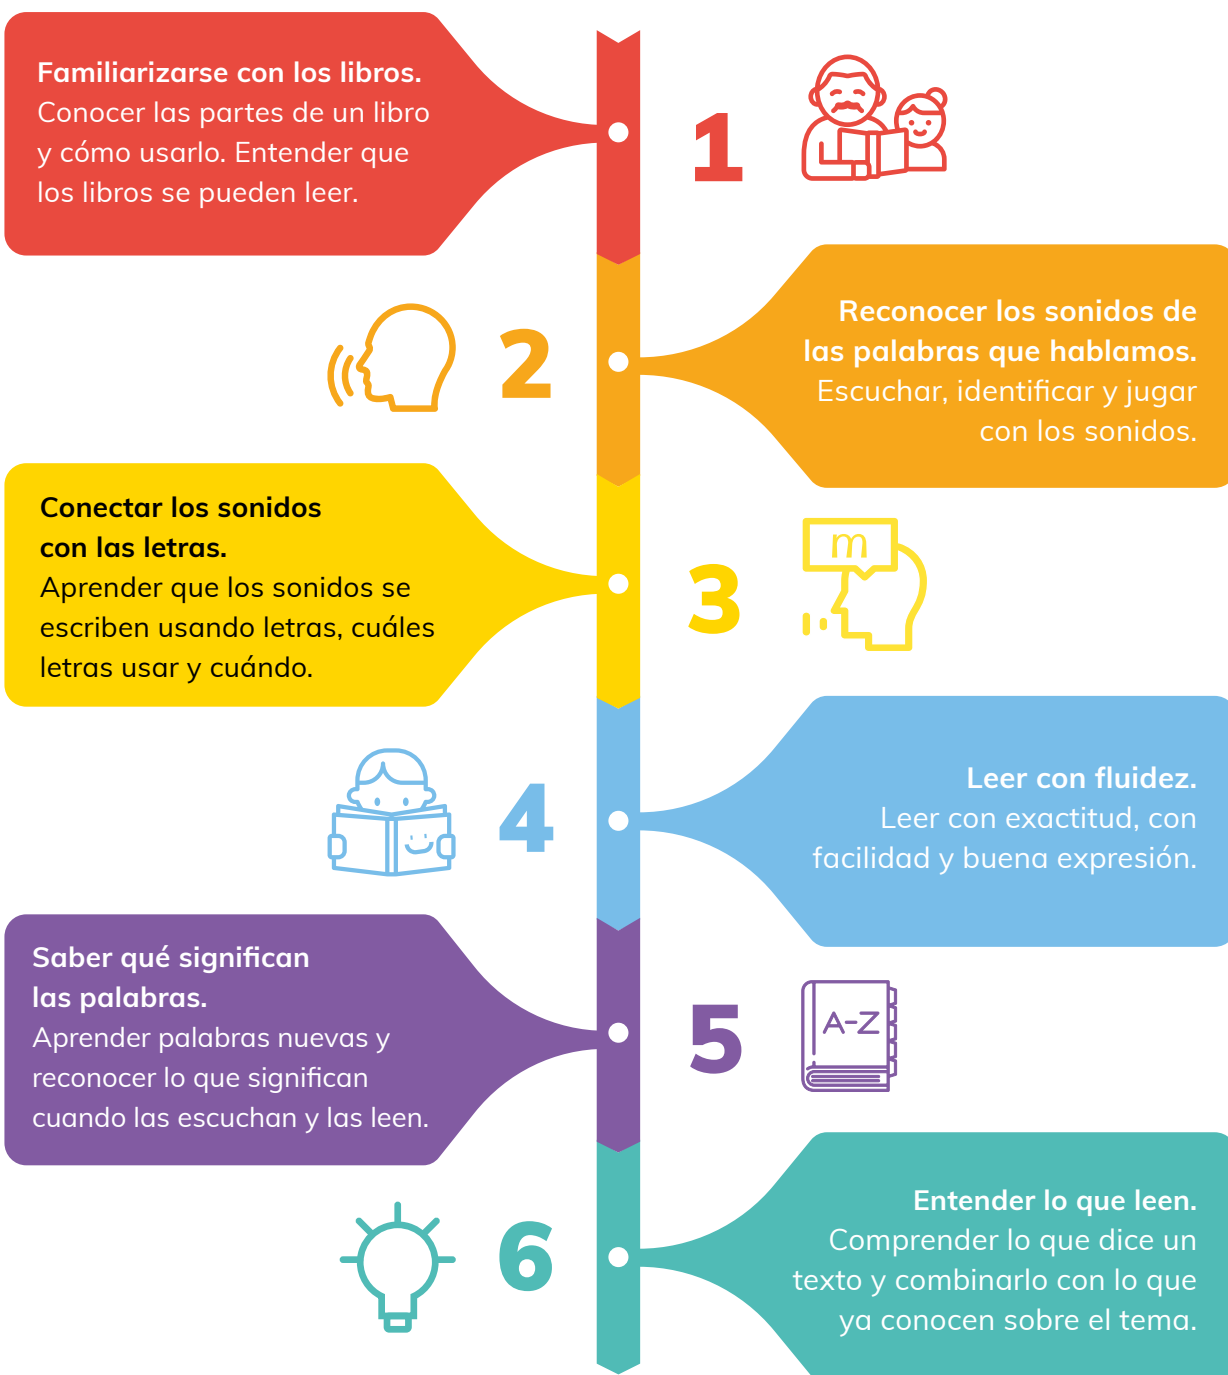 Familiarizarse con los libros.
Conocer las partes de un libro
y cómo usarlo. Entender que
los libros se pueden leer.
1
2
Reconocer los sonidos de
las palabras que hablamos.
Escuchar, identificar y jugar
con los sonidos.
Conectar los sonidos
con las letras.
Aprender que los sonidos se
escriben usando letras, cuáles
letras usar y cuándo.
3
m
4
Leer con fluidez.
Leer con exactitud, con
facilidad y buena expresión.
Saber qué significan
las palabras.
Aprender palabras nuevas y
reconocer lo que significan
cuando las escuchan y las leen.
5
A-Z
6
Entender lo que leen.
Comprender lo que dice un
texto y combinarlo con lo que
ya conocen sobre el tema.